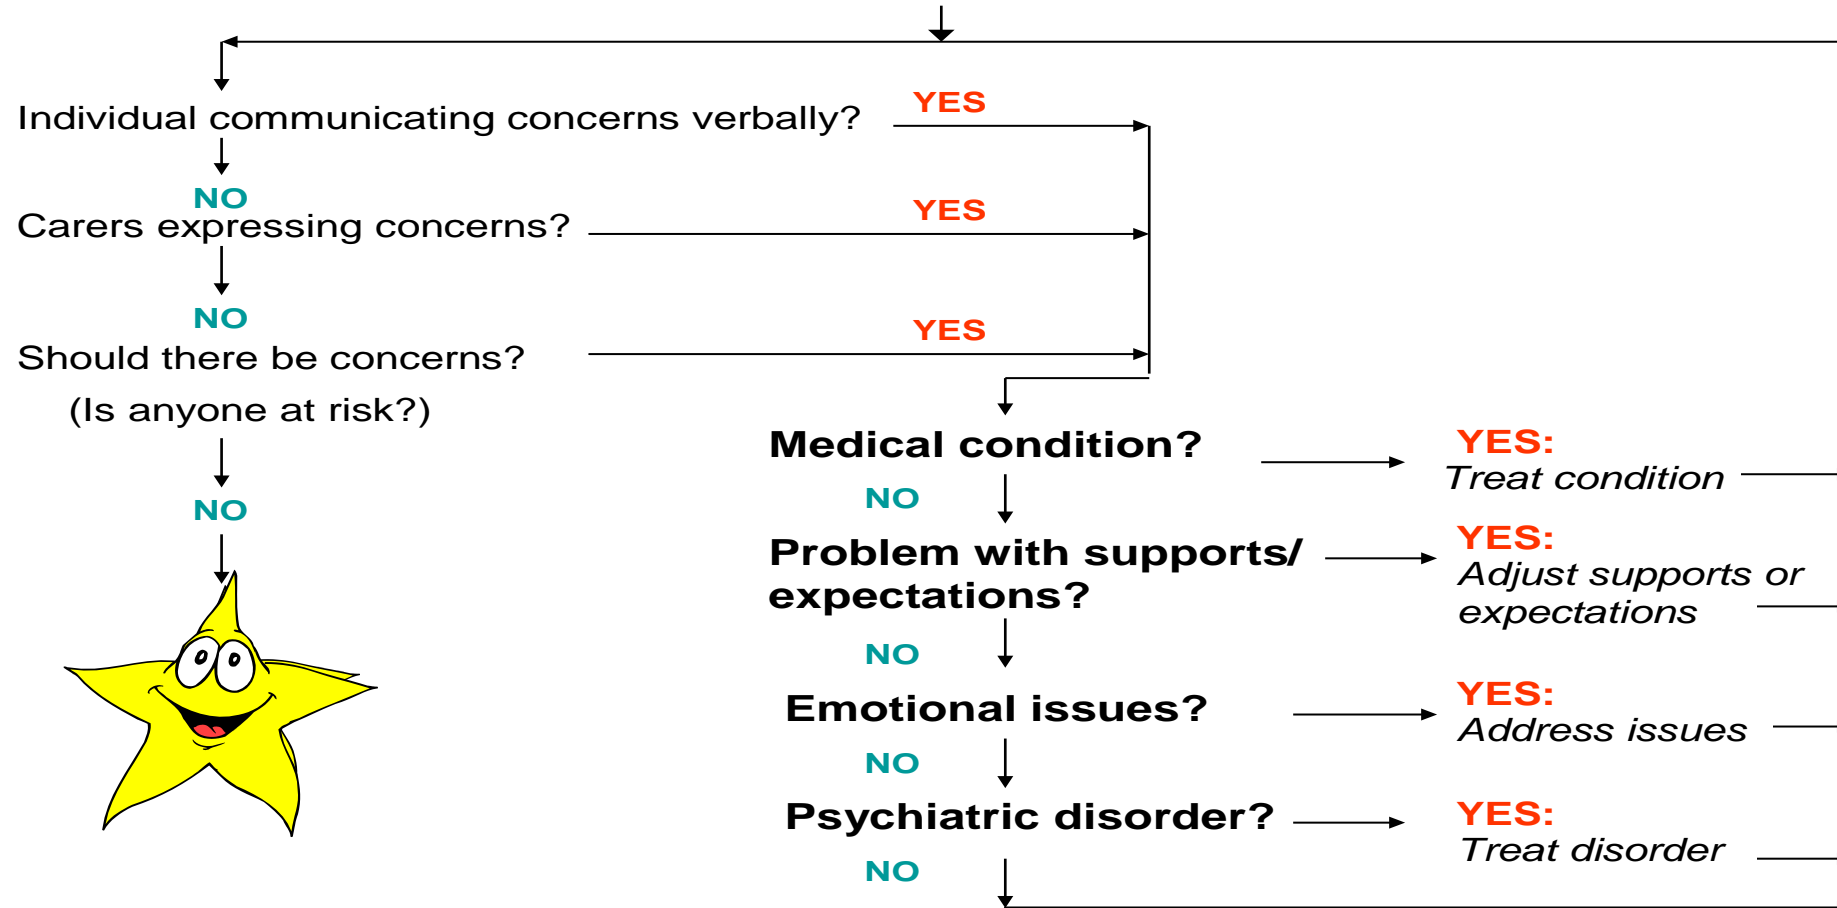 Individual communicating concerns verbally?
YES
NO
Carers expressing concerns?
YES
NO
Should there be concerns?
YES
(Is anyone at risk?)
NO
Medical condition?
YES:
Treat condition
NO
Problem with supports/
expectations?
YES:
Adjust supports or
expectations
NO
Emotional issues?
YES:
Address issues
NO
Psychiatric disorder?
YES:
Treat disorder
NO